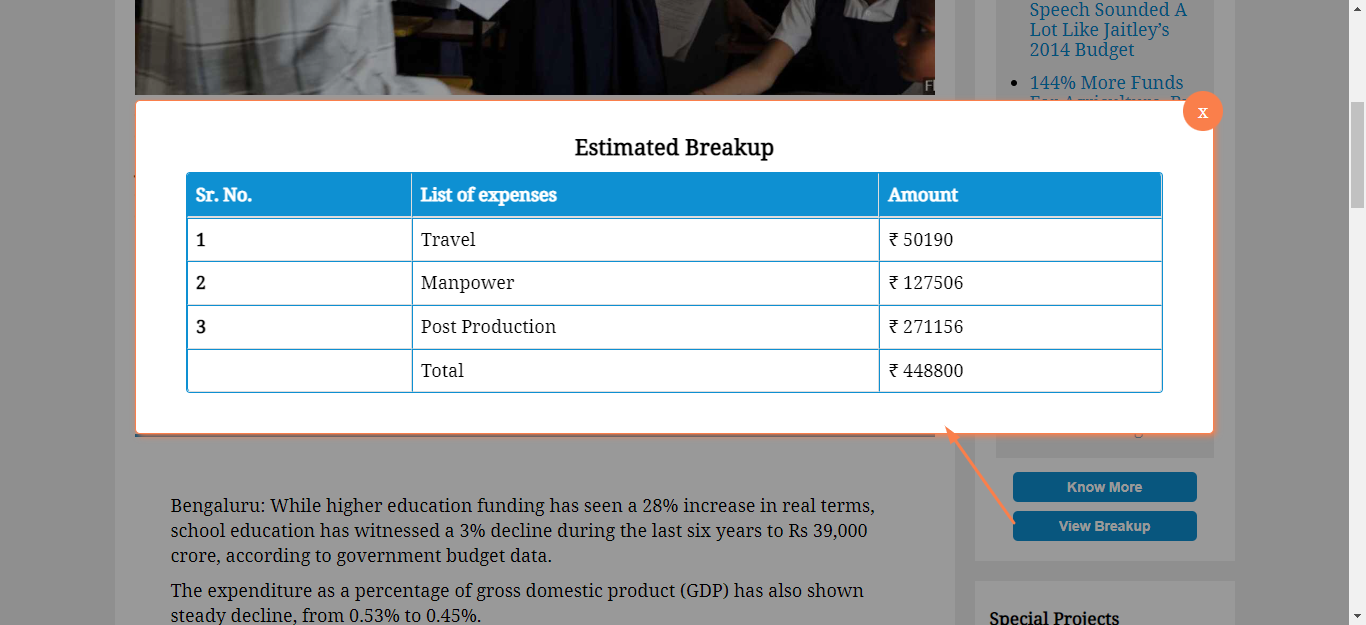 Speech Sounded A
Lot Like Jaitley’s
2014 Budget
144% More Funds
x
Estimated Breakup
Sr. No. List of expenses Amount
1 Travel ₹ 50190
2 Manpower ₹ 127506
3 Post Production ₹ 271156
Total ₹ 448800
Know More
View Breakup
Bengaluru: While higher education funding has seen a 28% increase in real terms,
school education has witnessed a 3% decline during the last six years to Rs 39,000
crore, according to government budget data.
The expenditure as a percentage of gross domestic product (GDP) has also shown
steady decline, from 0.53% to 0.45%.
Special Projects